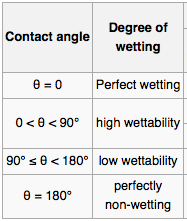 Contact angle Degree of wetting
θ = 0 Perfect wetting
0 < θ < 90° high wettability
90° ≤ θ < 180° low wettability
θ = 180° perfectly non-wetting